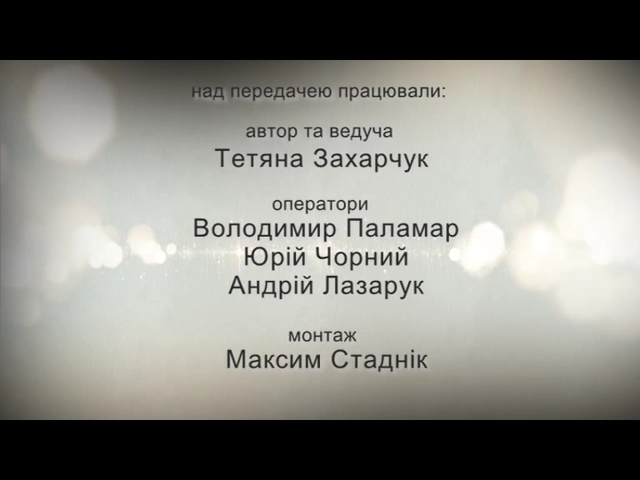 над передачею працювали:
автор та ведуча
Тетяна Захарчук
оператори
Володимир Паламар
Юрій Чорний
Андрій Лазарук
монтаж
Максим Стаднік